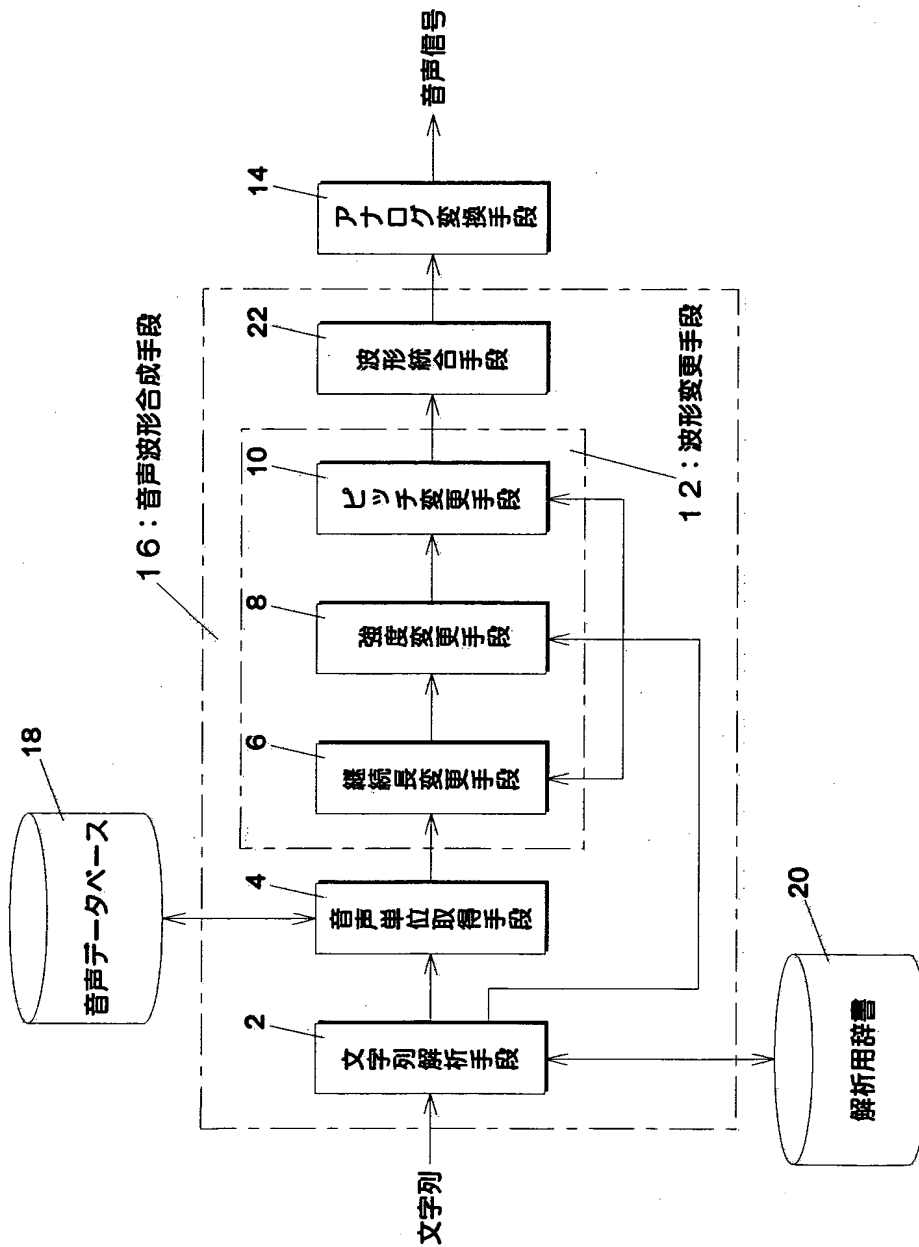 16：音声波形合成手段
18
音声データベース
文字列
2
文字列解析手段
4
音声単位取得手段
6
継続長変更手段
8
強度変更手段
10
ピッチ変更手段
22
波形統合手段
14
アナログ変換手段
音声信号
12：波形変更手段
20
解析用辞書